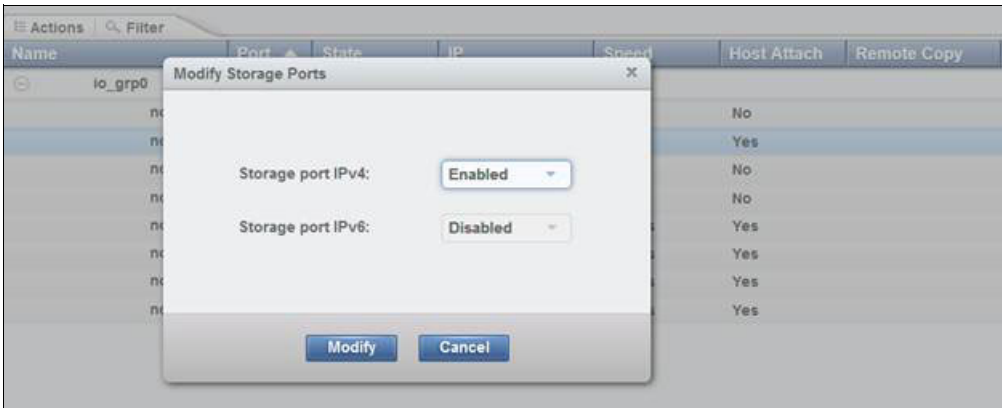 Actions Filter
Name Port State IP Speed Host Attach Remote Copy
Modify Storage Ports
io_grp0
No
Yes
Storage port IPv4: Enabled
No
No
Storage port IPv6: Disabled
Yes
Yes
Yes
Yes
Modify Cancel